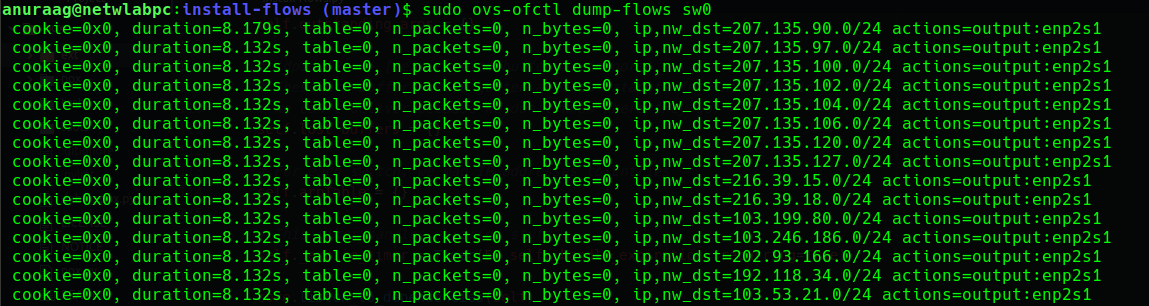 anuraag@netwlabpc:install-flows (master)$ sudo ovs-ofctl dump-flows sw0
cookie=0x0, duration=8.179s, table=0, n_packets=0, n_bytes=0, ip,nw_dst=207.135.90.0/24 actions=output:enp2s1
cookie=0x0, duration=8.132s, table=0, n_packets=0, n_bytes=0, ip,nw_dst=207.135.97.0/24 actions=output:enp2s1
cookie=0x0, duration=8.132s, table=0, n_packets=0, n_bytes=0, ip,nw_dst=207.135.100.0/24 actions=output:enp2s1
cookie=0x0, duration=8.132s, table=0, n_packets=0, n_bytes=0, ip,nw_dst=207.135.102.0/24 actions=output:enp2s1
cookie=0x0, duration=8.132s, table=0, n_packets=0, n_bytes=0, ip,nw_dst=207.135.104.0/24 actions=output:enp2s1
cookie=0x0, duration=8.132s, table=0, n_packets=0, n_bytes=0, ip,nw_dst=207.135.106.0/24 actions=output:enp2s1
cookie=0x0, duration=8.132s, table=0, n_packets=0, n_bytes=0, ip,nw_dst=207.135.120.0/24 actions=output:enp2s1
cookie=0x0, duration=8.132s, table=0, n_packets=0, n_bytes=0, ip,nw_dst=207.135.127.0/24 actions=output:enp2s1
cookie=0x0, duration=8.132s, table=0, n_packets=0, n_bytes=0, ip,nw_dst=216.39.15.0/24 actions=output:enp2s1
cookie=0x0, duration=8.132s, table=0, n_packets=0, n_bytes=0, ip,nw_dst=216.39.18.0/24 actions=output:enp2s1
cookie=0x0, duration=8.132s, table=0, n_packets=0, n_bytes=0, ip,nw_dst=103.199.80.0/24 actions=output:enp2s1
cookie=0x0, duration=8.132s, table=0, n_packets=0, n_bytes=0, ip,nw_dst=103.246.186.0/24 actions=output:enp2s1
cookie=0x0, duration=8.132s, table=0, n_packets=0, n_bytes=0, ip,nw_dst=202.93.166.0/24 actions=output:enp2s1
cookie=0x0, duration=8.132s, table=0, n_packets=0, n_bytes=0, ip,nw_dst=192.118.34.0/24 actions=output:enp2s1
cookie=0x0, duration=8.132s, table=0, n_packets=0, n_bytes=0, ip,nw_dst=103.53.21.0/24 actions=output:enp2s1